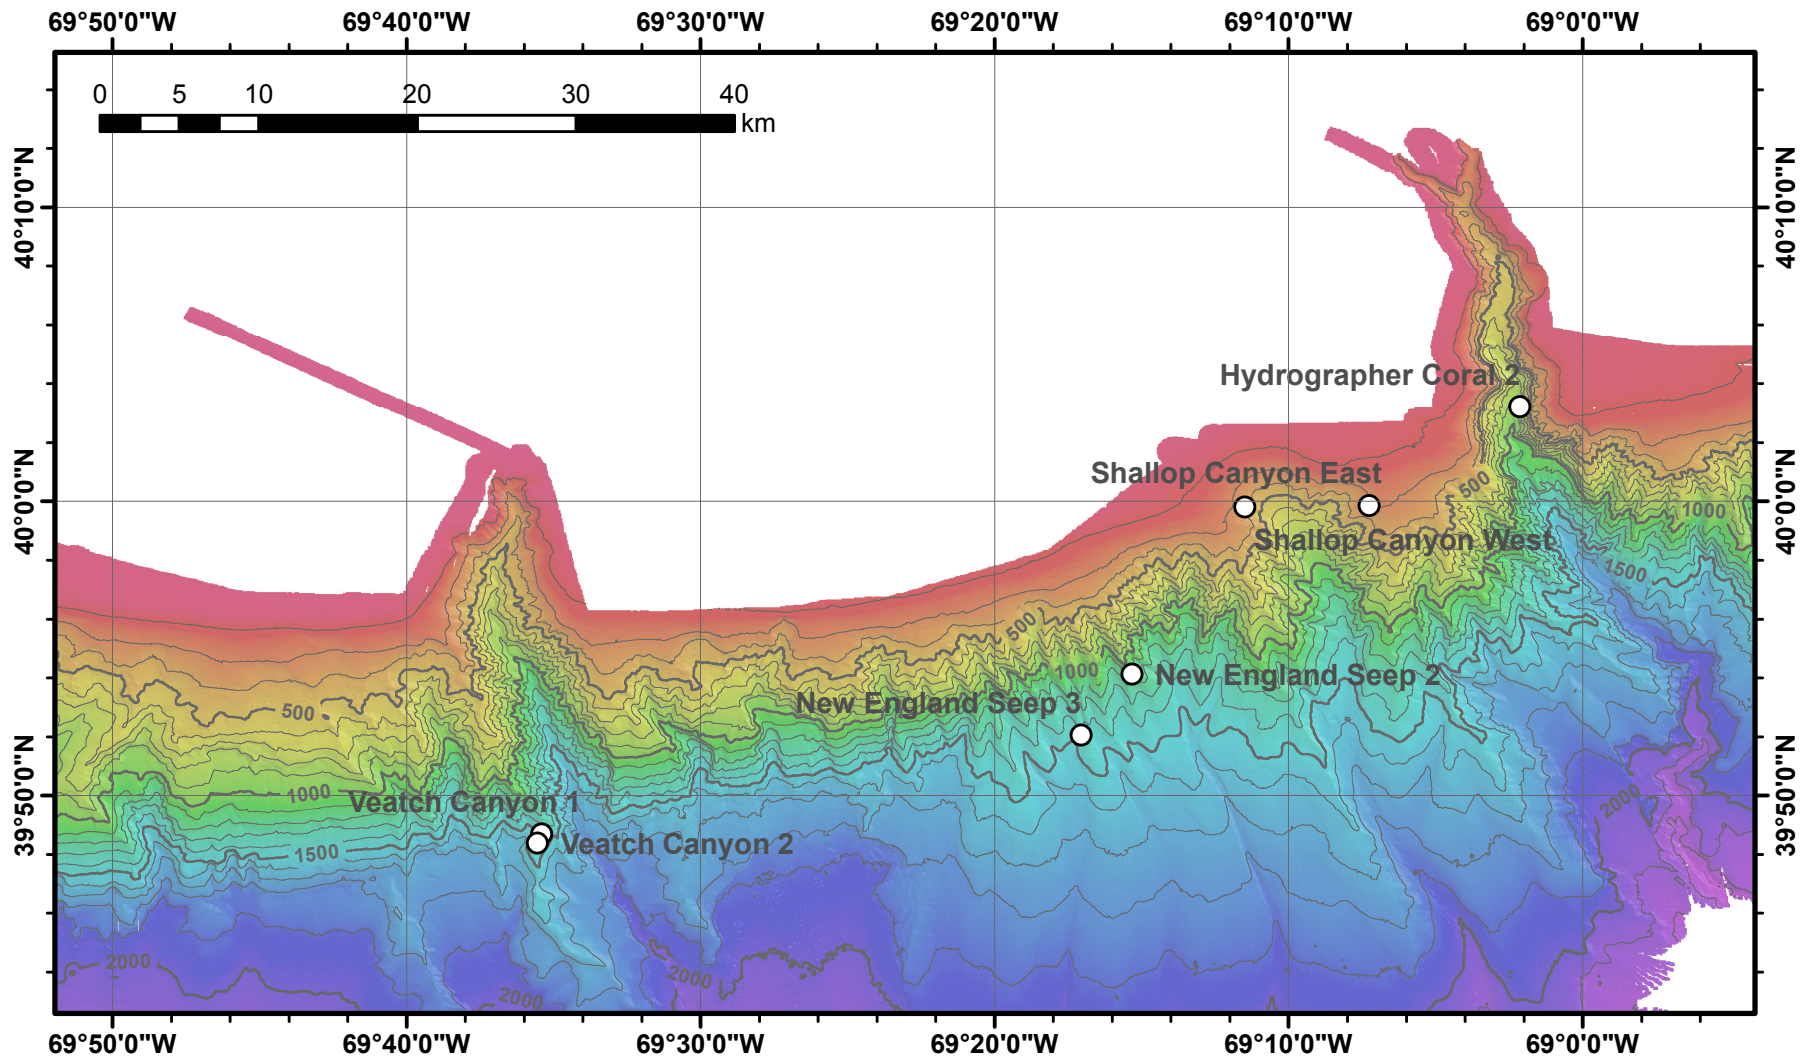 69°50'0"W 69°40'0"W 69°30'0"W 69°20'0"W 69°10'0"W 69°0'0"W
0 5 10 20 30 40
km
40°10'0"N 40°10'0"N
Hydrographer Coral 2
Shallop Canyon East
500
40°0'0"N 40°0'0"N
1000
Shallop Canyon West
1500
500
1000
New England Seep 2
New England Seep 3
500
39°50'0"N 39°50'0"N
1000
2000
Veatch Canyon 1
Veatch Canyon 2
1500
2000
2000
2000
69°50'0"W 69°40'0"W 69°30'0"W 69°20'0"W 69°10'0"W 69°0'0"W